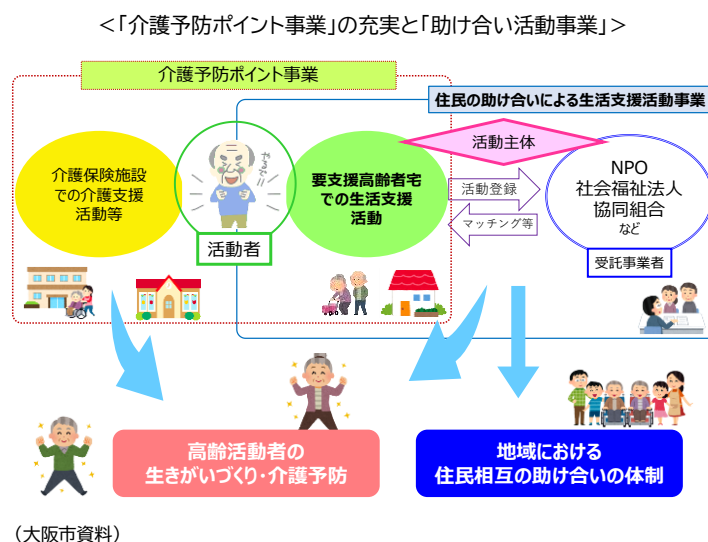 ＜「介護予防ポイント事業」の充実と「助け合い活動事業」＞
介護予防ポイント事業
住民の助け合いによる生活支援活動事業
活動主体
介護保険施設
での介護支援
活動等
やるで!!
活動者
要支援高齢者宅
での生活支援
活動
活動登録
マッチング等
NPO
社会福祉法人
協同組合
など
受託事業者
高齢活動者の
生きがいづくり・介護予防
地域における
住民相互の助け合いの体制
（大阪市資料）